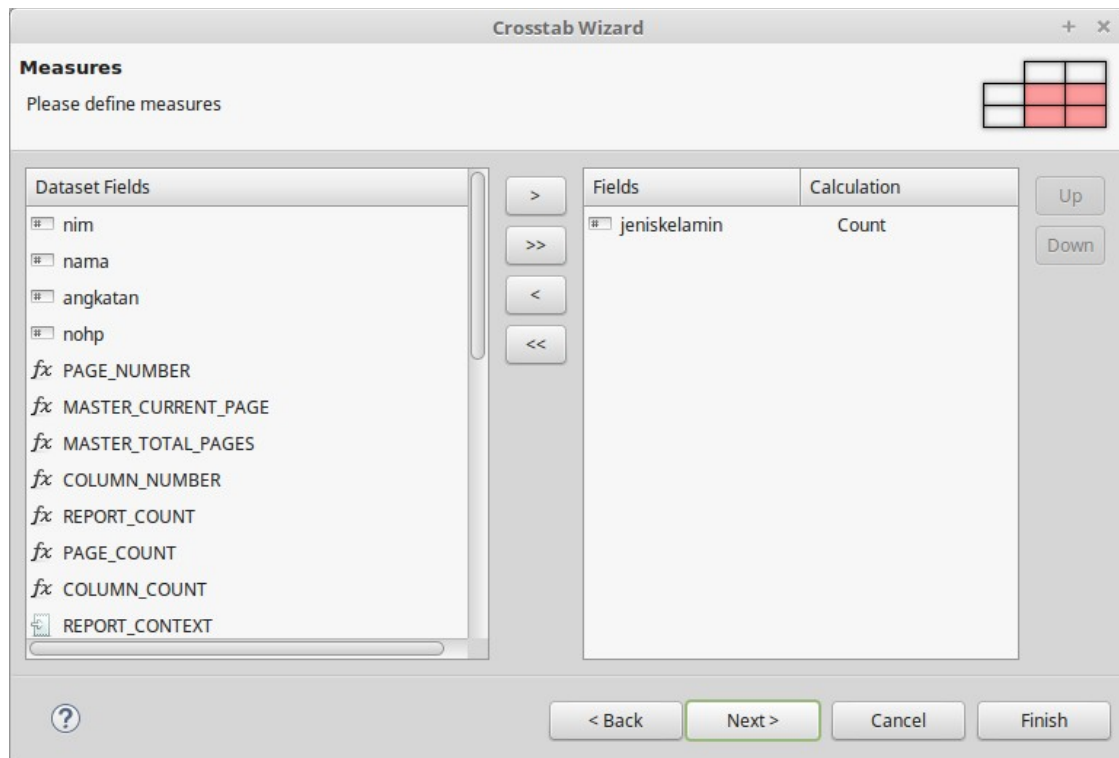 Crosstab Wizard
Measures
Please define measures
Dataset Fields
nim
nama
angkatan
nohp
fx PAGE_NUMBER
fx MASTER_CURRENT_PAGE
fx MASTER_TOTAL_PAGES
fx COLUMN_NUMBER
fx REPORT_COUNT
fx PAGE_COUNT
fx COLUMN_COUNT
REPORT_CONTEXT
>
>>
<
<<
Fields Calculation
jeniskelamin Count
Up
Down
?
< Back Next > Cancel Finish